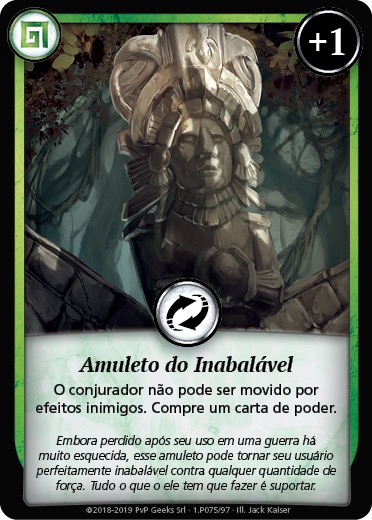 +1
Amuleto do Inabalável
O conjurador não pode ser movido por
efeitos inimigos. Compre um carta de poder.
Embora perdido após seu uso em uma guerra há
muito esquecida, esse amuleto pode tornar seu usuário
perfeitamente inabalável contra qualquer quantidade de
força. Tudo o que o ele tem que fazer é suportar.
©2018-2019 PvP Geeks Srl · 1.P075/97 · Ill. Jack Kaiser